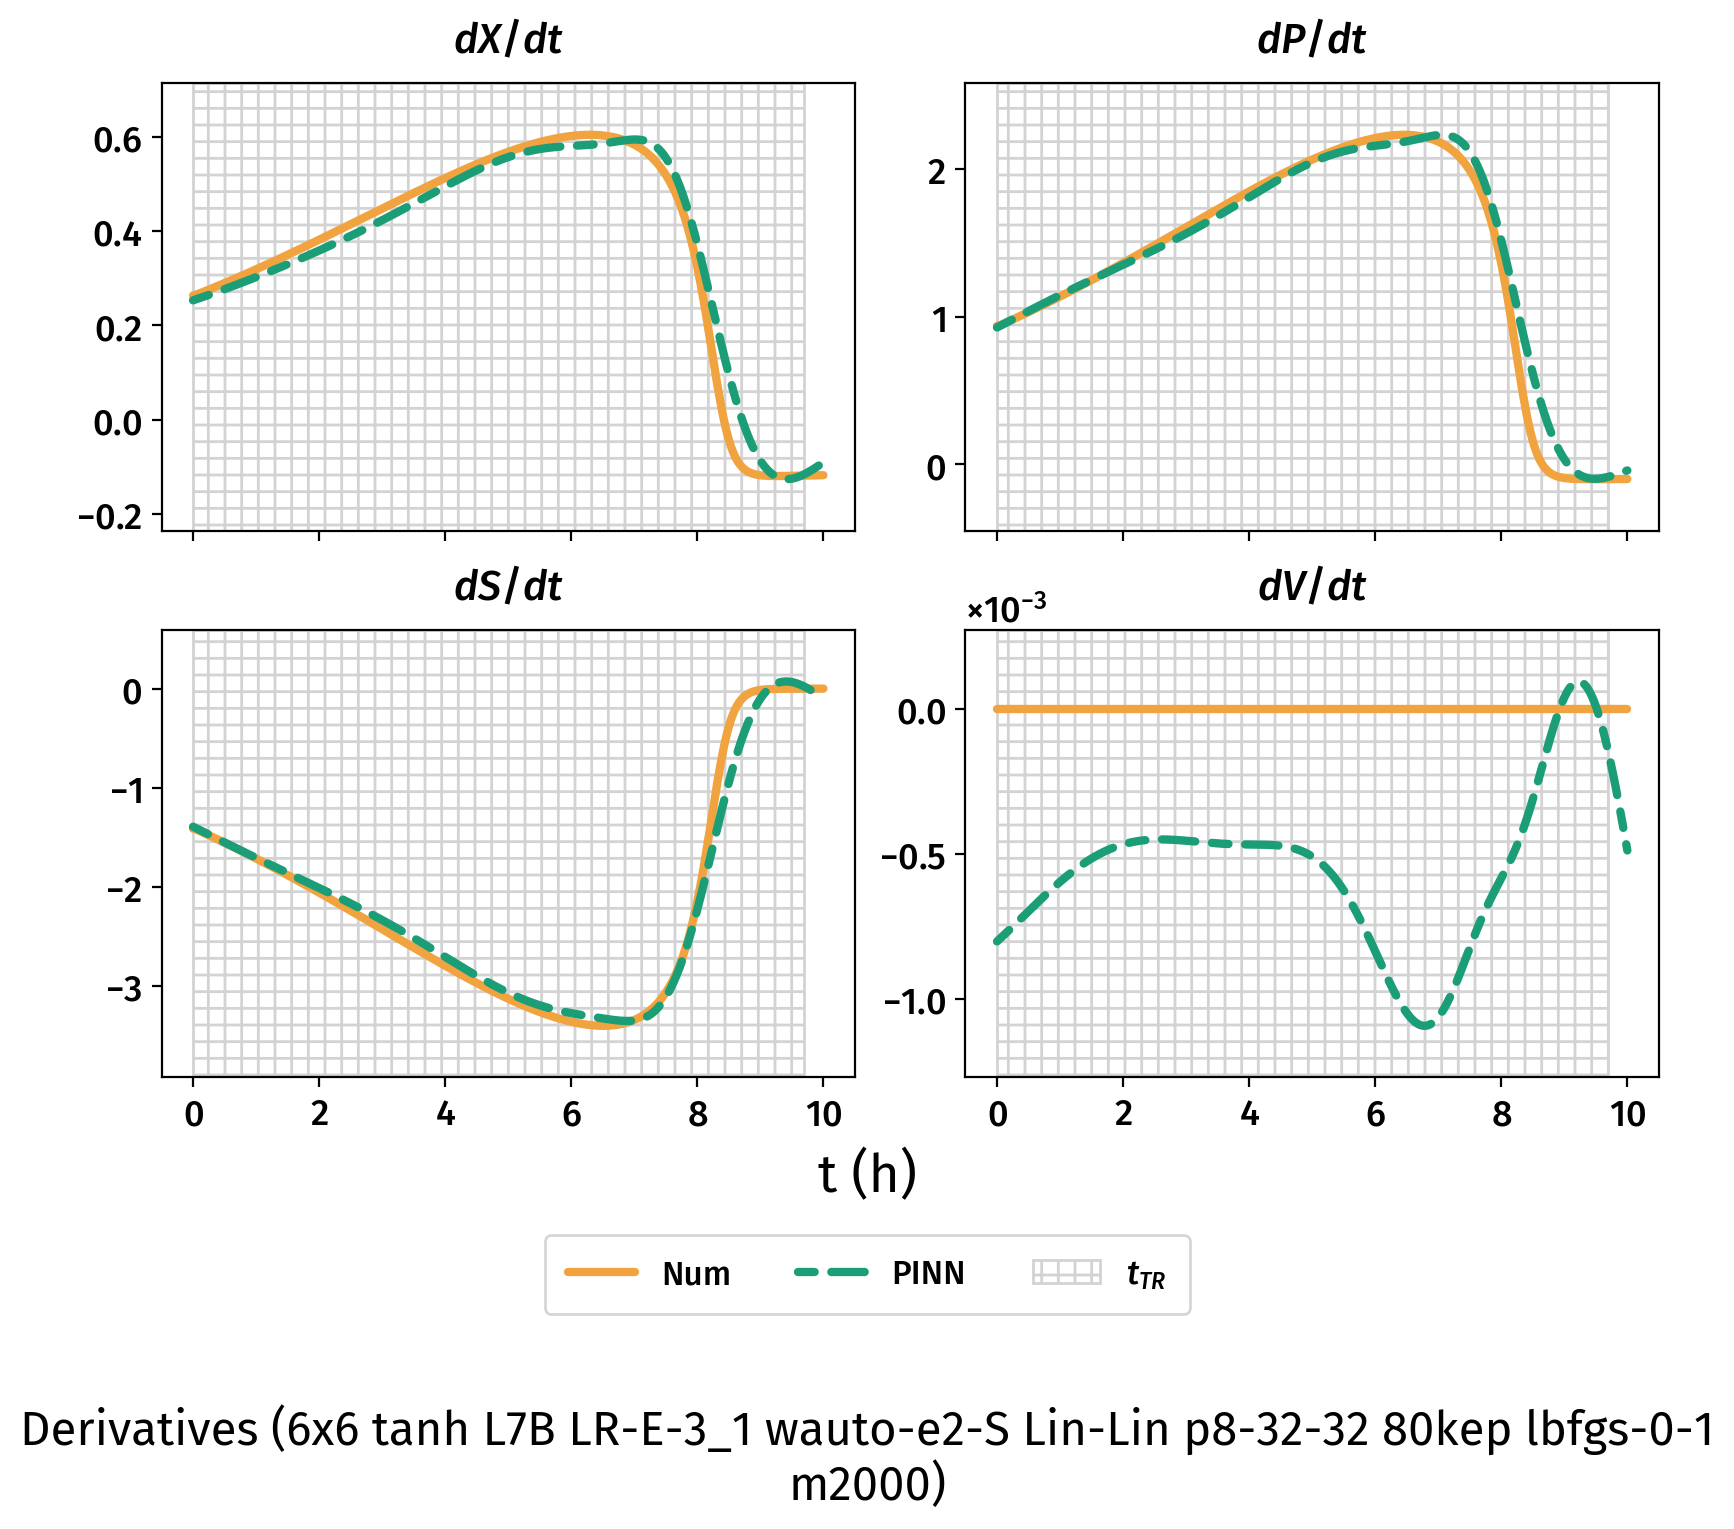 dX/dt
dP/dt
0.6
0.4
0.2
0.0
−0.2
2
1
0
dS/dt
dV/dt
×10⁻³
0
−1
−2
−3
0.0
−0.5
−1.0
0 2 4 6 8 10
0 2 4 6 8 10
t (h)
Num PINN t_TR
Derivatives (6x6 tanh L7B LR-E-3_1 wauto-e2-S Lin-Lin p8-32-32 80kep lbfgs-0-1
m2000)